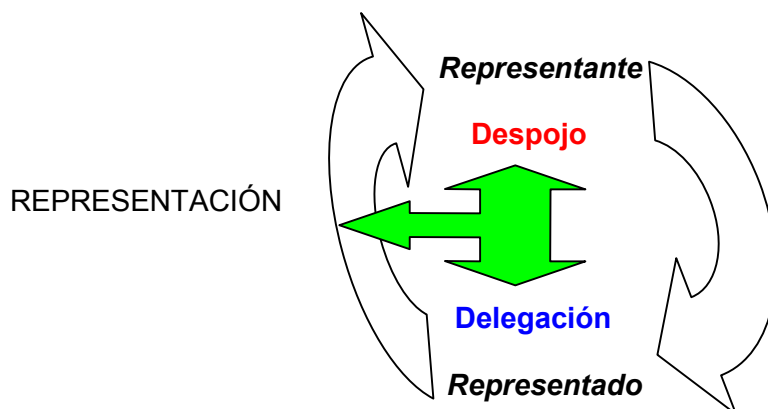 Representante
Despojo
REPRESENTACIÓN
Delegación
Representado